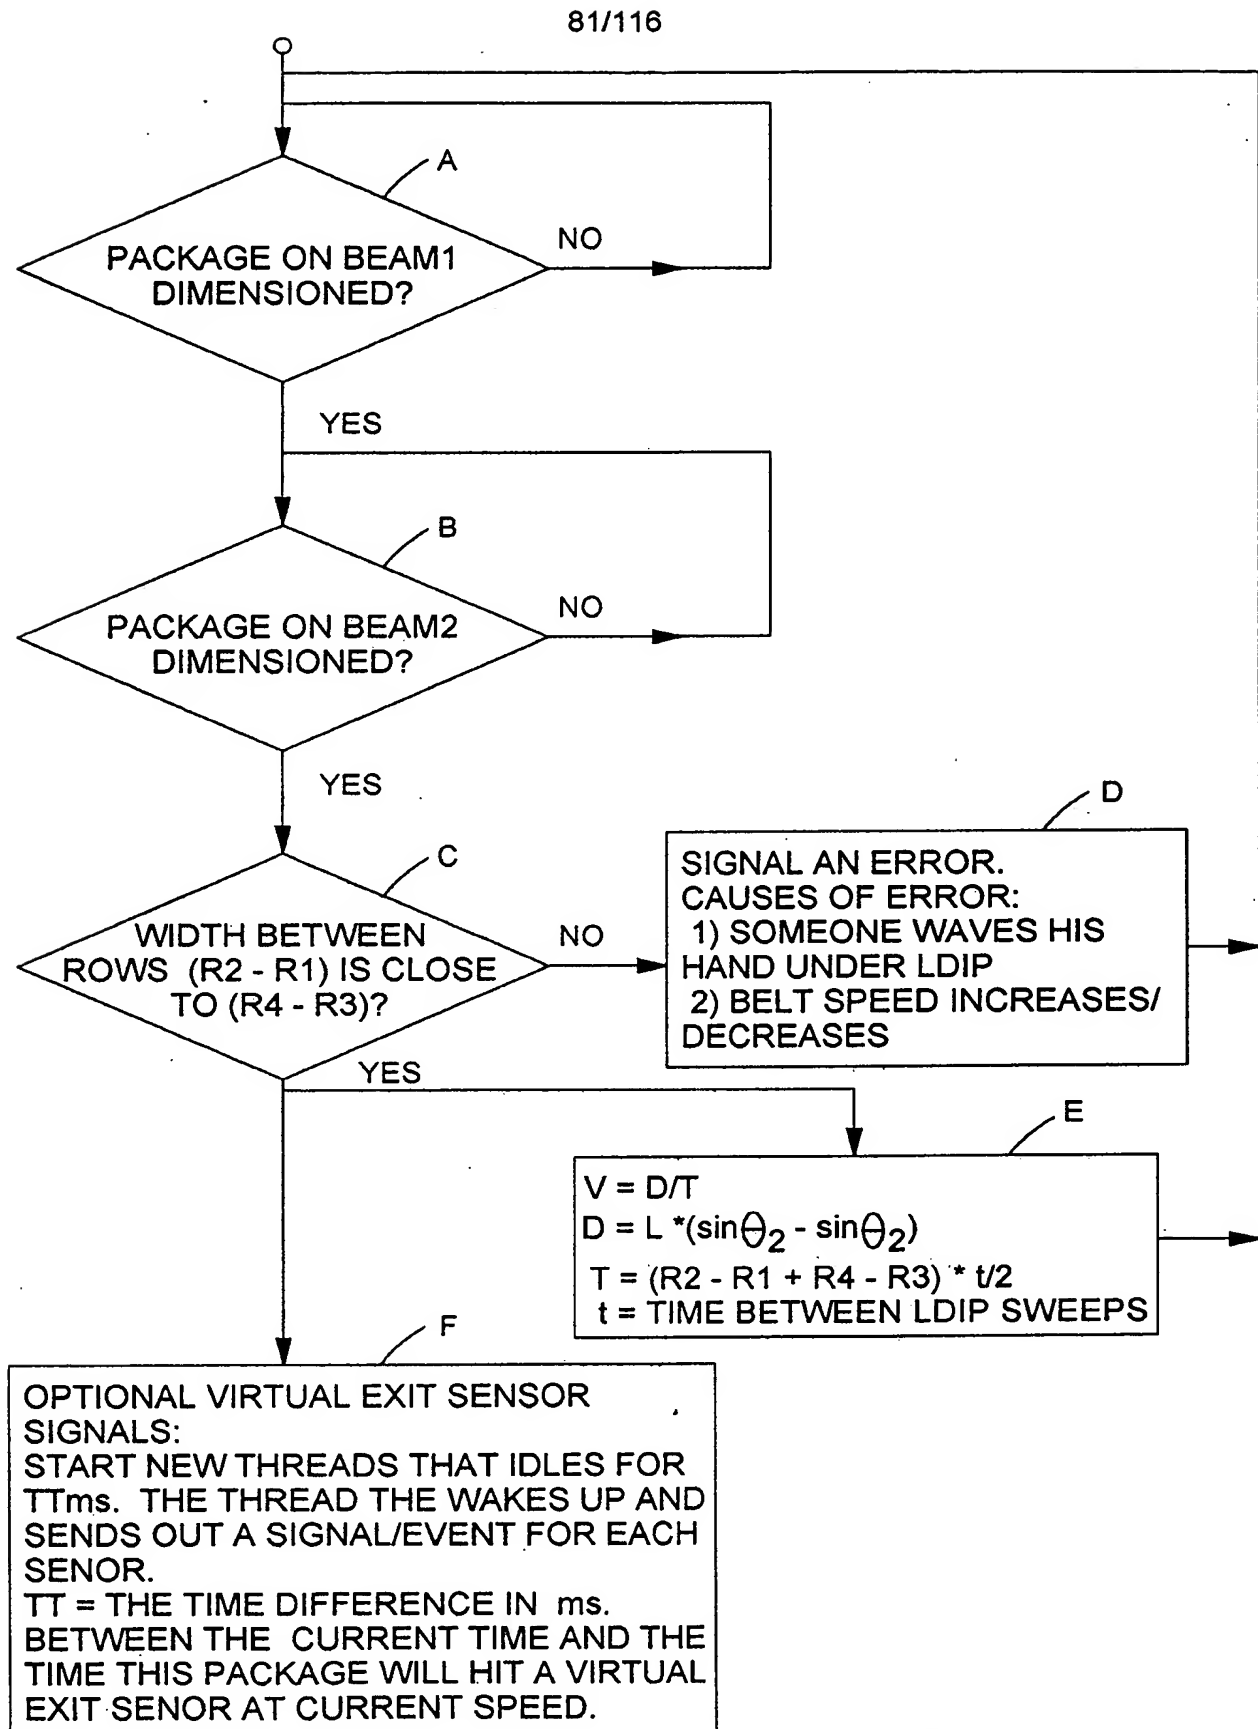 81/116
A
PACKAGE ON BEAM1
DIMENSIONED?
NO
YES
B
PACKAGE ON BEAM2
DIMENSIONED?
NO
YES
C
WIDTH BETWEEN
ROWS (R2 - R1) IS CLOSE
TO (R4 - R3)?
NO
D
SIGNAL AN ERROR.
CAUSES OF ERROR:
1) SOMEONE WAVES HIS
HAND UNDER LDIP
2) BELT SPEED INCREASES/
DECREASES
YES
E
V = D/T
D = L *(sinθ₂ - sinθ₂)
T = (R2 - R1 + R4 - R3) * t/2
t = TIME BETWEEN LDIP SWEEPS
F
OPTIONAL VIRTUAL EXIT SENSOR
SIGNALS:
START NEW THREADS THAT IDLES FOR
TTms. THE THREAD THE WAKES UP AND
SENDS OUT A SIGNAL/EVENT FOR EACH
SENOR.
TT = THE TIME DIFFERENCE IN ms.
BETWEEN THE CURRENT TIME AND THE
TIME THIS PACKAGE WILL HIT A VIRTUAL
EXIT SENOR AT CURRENT SPEED.